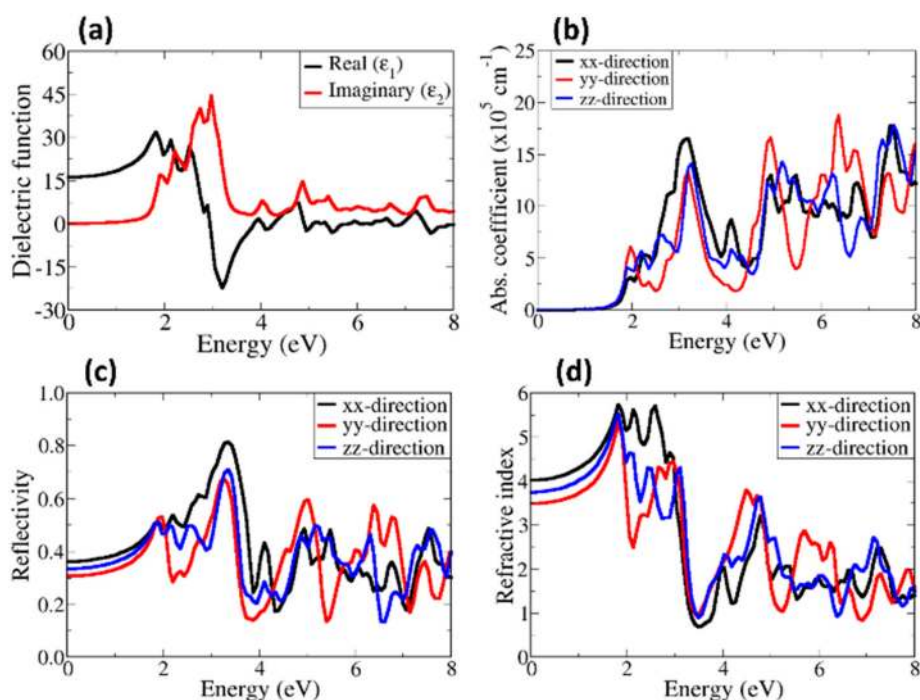 (a)
60
45
30
15
0
-15
-30
Dielectric function
Real (ε₁)
Imaginary (ε₂)
0 2 4 6 8
Energy (eV)
(b)
25
20
15
10
5
0
Abs. coeffficient (x10⁵ cm⁻¹)
xx-direction
yy-direction
zz-direction
0 2 4 6 8
Energy (eV)
(c)
1.0
0.8
0.6
0.4
0.2
0.0
Reflectivity
xx-direction
yy-direction
zz-direction
0 2 4 6 8
Energy (eV)
(d)
6
5
4
3
2
1
0
Refractive index
xx-direction
yy-direction
zz-direction
0 2 4 6 8
Energy (eV)